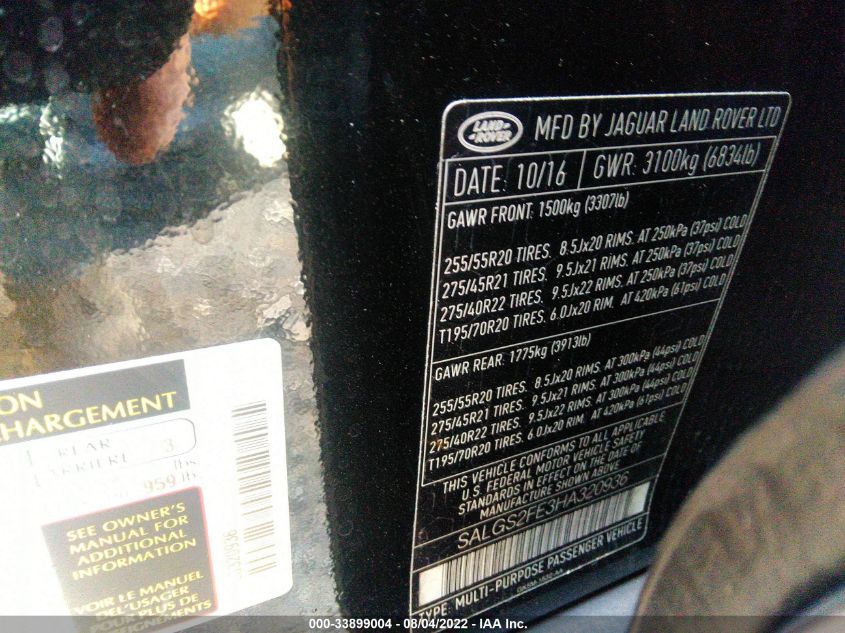 LAND ROVER
MFD BY JAGUAR LAND ROVER LTD
DATE: 10/16 GWR: 3100kg (6834lb)
GAWR FRONT: 1500kg (3307lb)
255/55R20 TIRES. 8.5Jx20 RIMS. AT 250kPa (37psi) COLD
275/45R21 TIRES. 9.5Jx21 RIMS. AT 250kPa (37psi) COLD
275/40R22 TIRES. 9.5Jx22 RIMS. AT 250kPa (37psi) COLD
T195/70R20 TIRES. 6.0Jx20 RIM. AT 420kPa (61psi) COLD
GAWR REAR: 1775kg (3913lb)
255/55R20 TIRES. 8.5Jx20 RIMS. AT 300kPa (44psi) COLD
275/45R21 TIRES. 9.5Jx21 RIMS. AT 300kPa (44psi) COLD
275/40R22 TIRES. 9.5Jx22 RIMS. AT 300kPa (44psi) COLD
T195/70R20 TIRES. 6.0Jx20 RIM. AT 420kPa (61psi) COLD
THIS VEHICLE CONFORMS TO ALL APPLICABLE
U.S. FEDERAL MOTOR VEHICLE SAFETY
STANDARDS IN EFFECT ON THE DATE OF
MANUFACTURE SHOWN ABOVE
SALGS2FE3HA320936
TYPE: MULTI-PURPOSE PASSENGER VEHICLE
ON
HARGEMENT
REAR 3
ARRIERE
959 lbs
SEE OWNER'S
MANUAL FOR
ADDITIONAL
INFORMATION
VOIR LE MANUEL
DE L'USAGER
POUR PLUS DE
RENSEIGNEMENTS
000-33899004 - 08/04/2022 - IAA Inc.